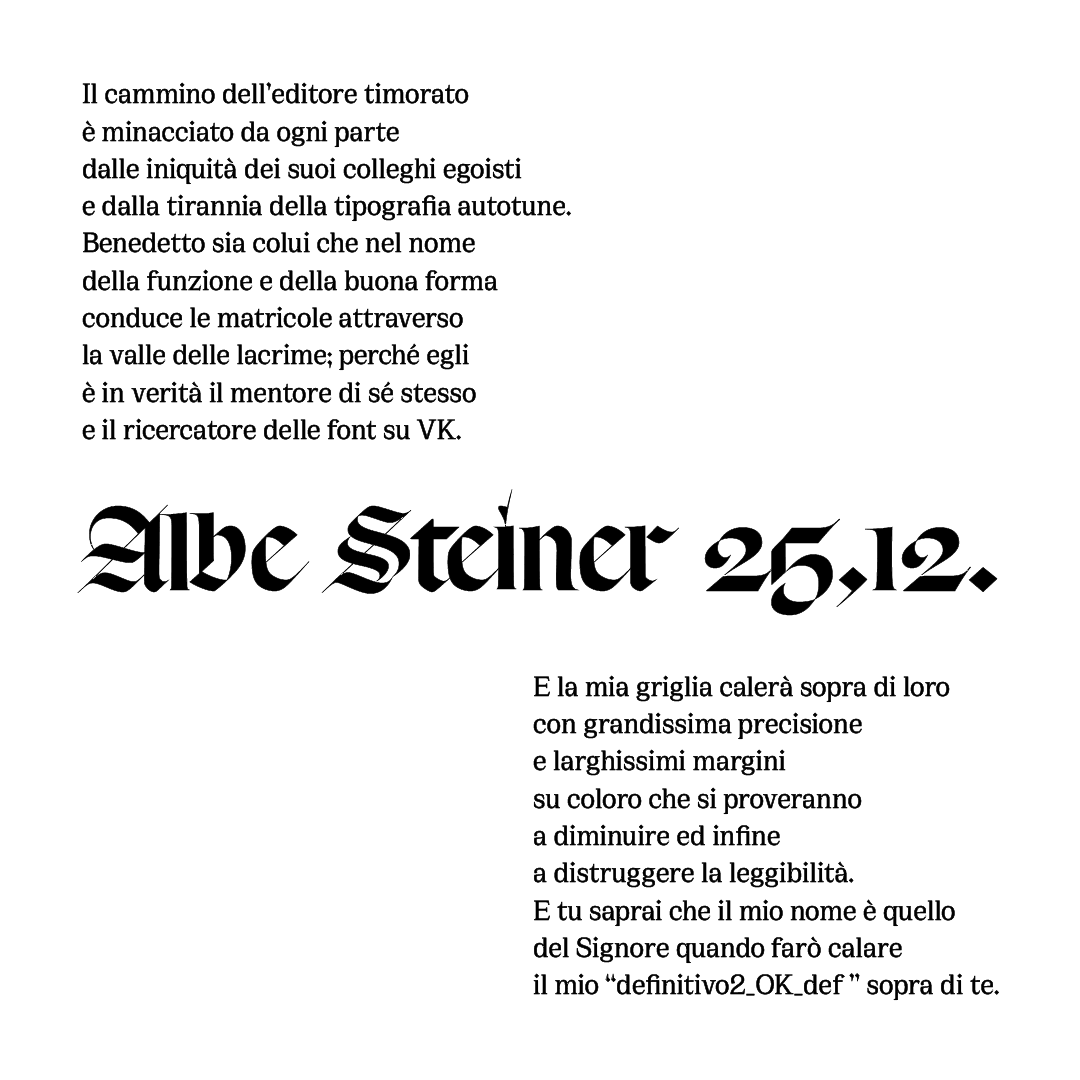 Il cammino dell’editore timorato
è minacciato da ogni parte
dalle iniquità dei suoi colleghi egoisti
e dalla tirannia della tipografia autotune.
Benedetto sia colui che nel nome
della funzione e della buona forma
conduce le matricole attraverso
la valle delle lacrime; perché egli
è in verità il mentore di sé stesso
e il ricercatore delle font su VK.
Albe Steiner 25,12.
E la mia griglia calerà sopra di loro
con grandissima precisione
e larghissimi margini
su coloro che si proveranno
a diminuire ed infine
a distruggere la leggibilità.
E tu saprai che il mio nome è quello
del Signore quando farò calare
il mio “definitivo2_OK_def ” sopra di te.